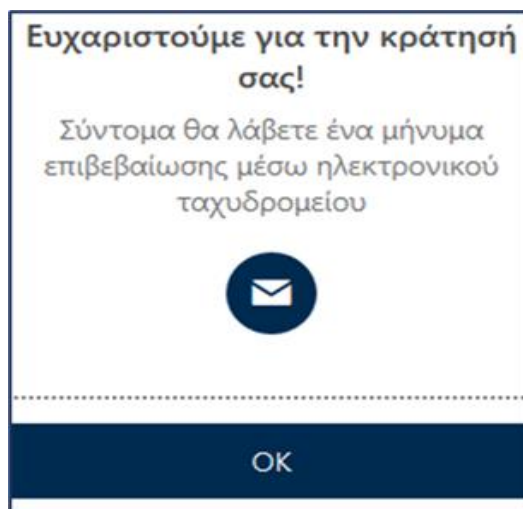 Ευχαριστούμε για την κράτησή
σας!
Σύντομα θα λάβετε ένα μήνυμα
επιβεβαίωσης μέσω ηλεκτρονικού
ταχυδρομείου
OK